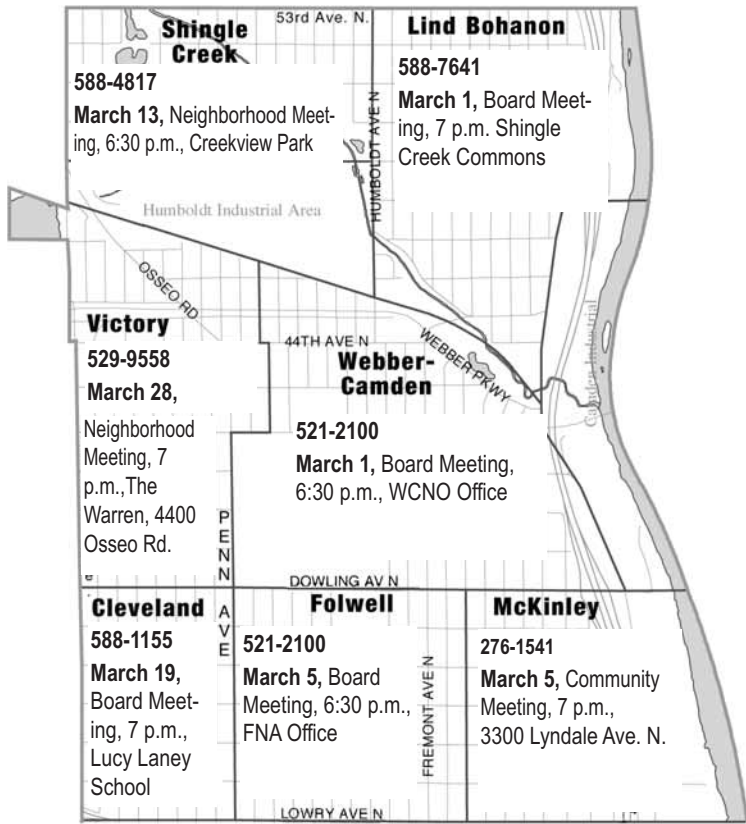 53rd Ave. N.
Shingle
Creek
588-4817
March 13, Neighborhood Meet-
ing, 6:30 p.m., Creekview Park
Lind Bohanon
588-7641
March 1, Board Meet-
ing, 7 p.m. Shingle
Creek Commons
HUMBOLDT AVE N
Humboldt Industrial Area
OSSEO RD
Victory
529-9558
March 28,
Neighborhood
Meeting, 7
p.m.,The
Warren, 4400
Osseo Rd.
44TH AVE N
WEBBER PKWY
Webber-
Camden
521-2100
March 1, Board Meeting,
6:30 p.m., WCNO Office
Camden Industrial
PENN AVE
DOWLING AV N
Cleveland
588-1155
March 19,
Board Meet-
ing, 7 p.m.,
Lucy Laney
School
Folwell
521-2100
March 5, Board
Meeting, 6:30 p.m.,
FNA Office
FREMONT AVE N
McKinley
276-1541
March 5, Community
Meeting, 7 p.m.,
3300 Lyndale Ave. N.
LOWRY AVE N